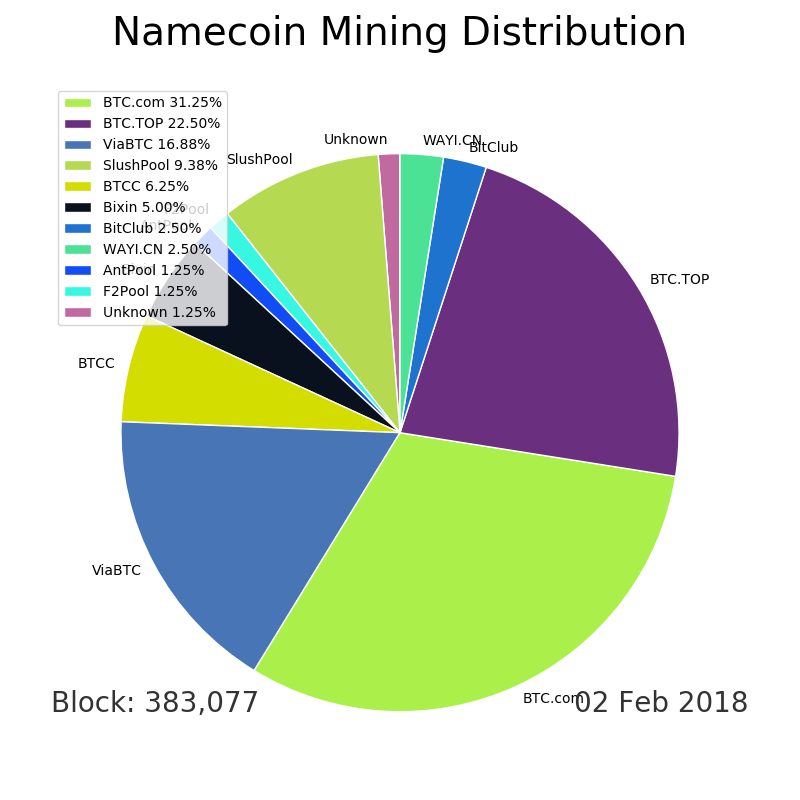 Namecoin Mining Distribution
BTC.com 31.25%
BTC.TOP 22.50%
ViaBTC 16.88%
SlushPool 9.38%
BTCC 6.25%
Bixin 5.00%
BitClub 2.50%
WAYI.CN 2.50%
AntPool 1.25%
F2Pool 1.25%
Unknown 1.25%
Unknown
WAYI.CN
BitClub
SlushPool
F2Pool
AntPool
BTC.TOP
BTCC
ViaBTC
BTC.com
Block: 383,077
02 Feb 2018